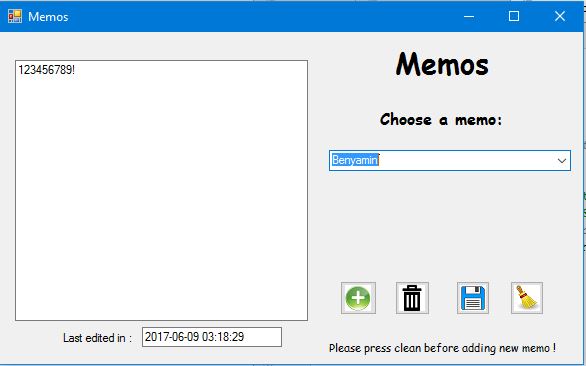 Memos
123456789!
Memos
Choose a memo:
Benyamin
Last edited in :
2017-06-09 03:18:29
Please press clean before adding new memo !